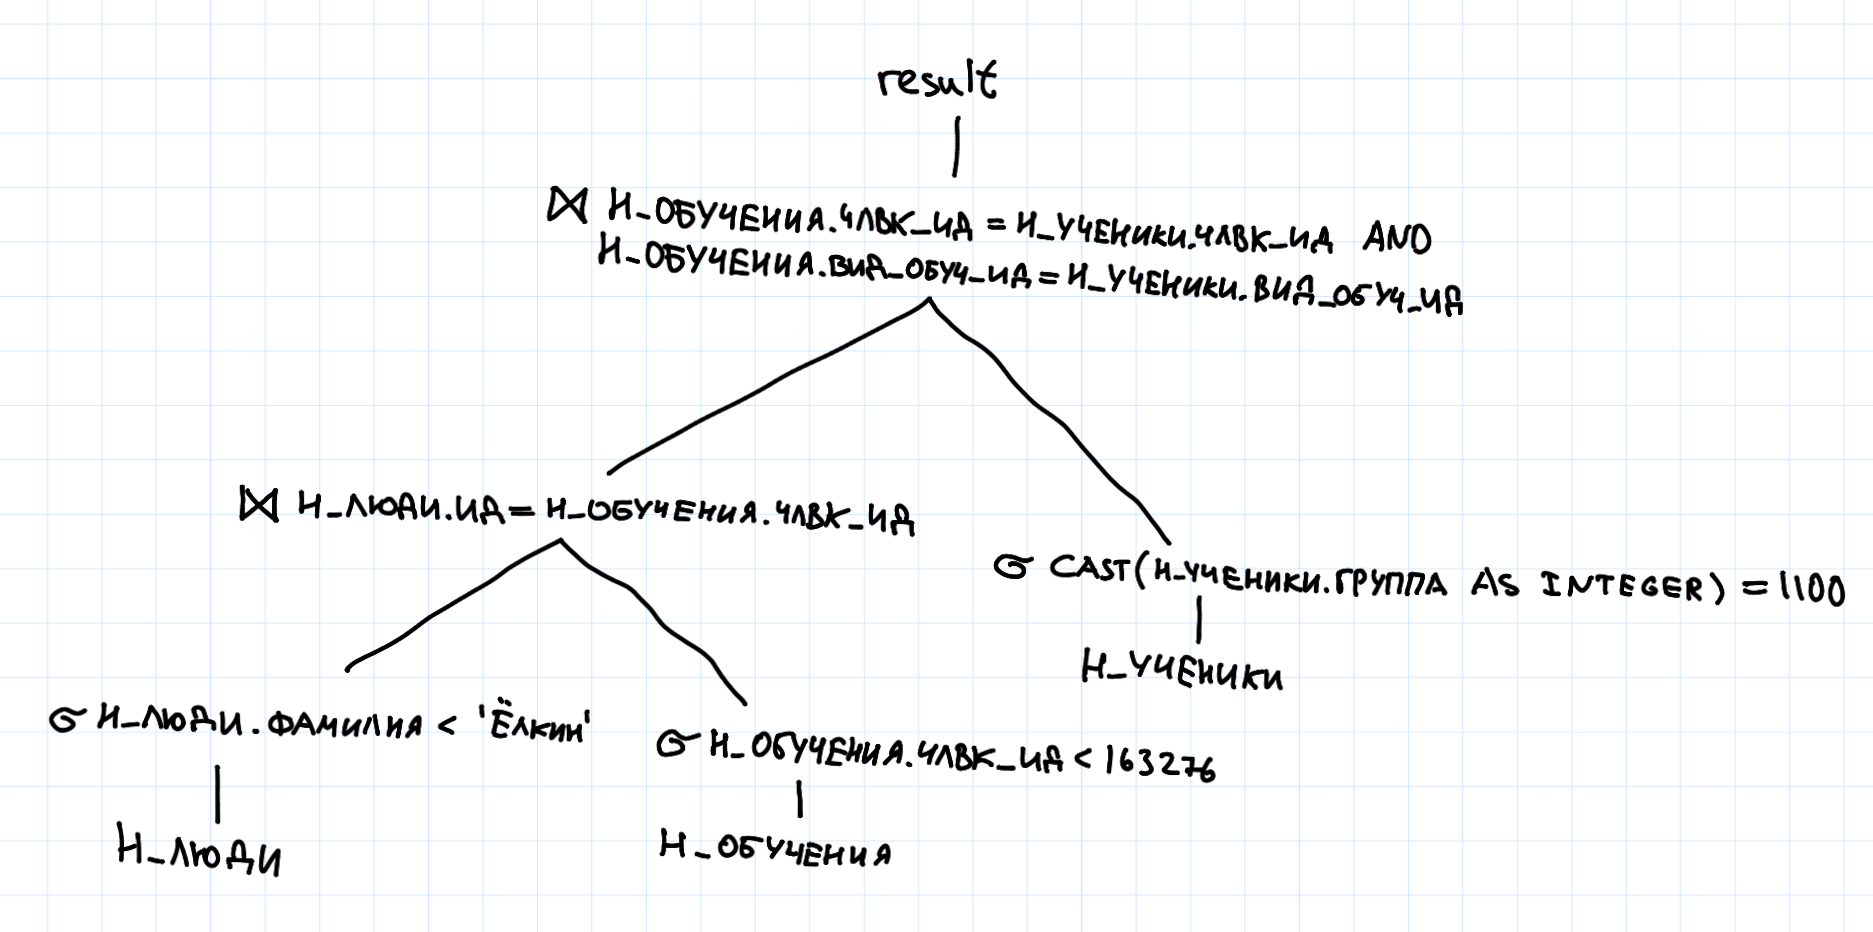 result
⋈ Н_ОБУЧЕНИЯ.ЧЛВК_ИД = Н_УЧЕНИКИ.ЧЛВК_ИД AND
Н_ОБУЧЕНИЯ.ВИД_ОБУЧ_ИД = Н_УЧЕНИКИ.ВИД_ОБУЧ_ИД
⋈ Н_ЛЮДИ.ИД = Н_ОБУЧЕНИЯ.ЧЛВК_ИД
σ CAST(Н_УЧЕНИКИ.ГРУППА AS INTEGER) = 1100
Н_УЧЕНИКИ
σ Н_ЛЮДИ.ФАМИЛИЯ < 'Ёлкин'
σ Н_ОБУЧЕНИЯ.ЧЛВК_ИД < 163276
Н_ЛЮДИ
Н_ОБУЧЕНИЯ